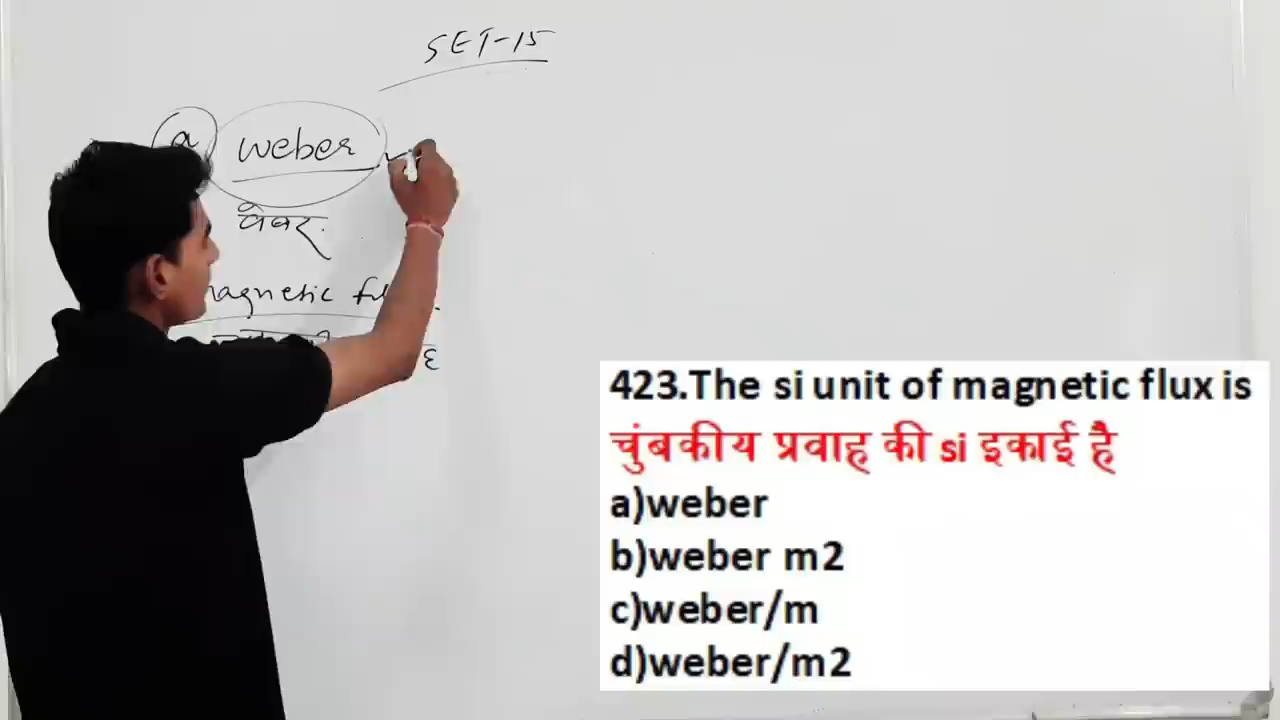 SET-15
a weber
वेबर
magnetic
423.The si unit of magnetic flux is
चुंबकीय प्रवाह की si इकाई है
a)weber
b)weber m2
c)weber/m
d)weber/m2